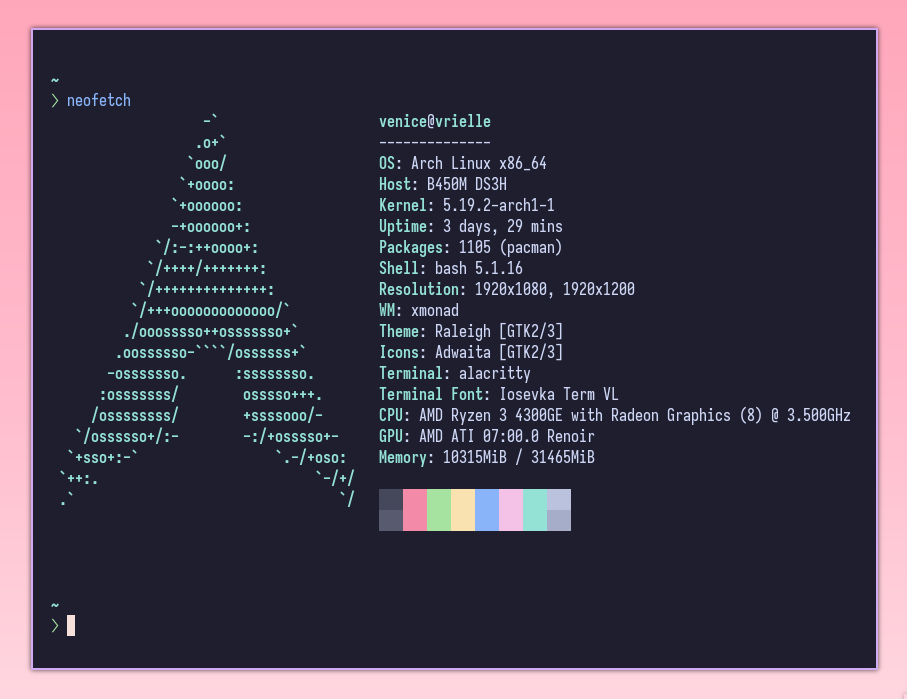 ~
> neofetch
                   -`                    venice@vrielle
                  .o+`                   --------------
                 `ooo/                   OS: Arch Linux x86_64
                `+oooo:                  Host: B450M DS3H
               `+oooooo:                 Kernel: 5.19.2-arch1-1
               -+oooooo+:                Uptime: 3 days, 29 mins
             `/:-:++oooo+:               Packages: 1105 (pacman)
            `/++++/+++++++:              Shell: bash 5.1.16
           `/++++++++++++++:             Resolution: 1920x1080, 1920x1200
          `/+++ooooooooooooo/`           WM: xmonad
         ./ooosssso++osssssso+`          Theme: Raleigh [GTK2/3]
        .oossssso-````/ossssss+`         Icons: Adwaita [GTK2/3]
       -osssssso.      :ssssssso.        Terminal: alacritty
      :osssssss/        osssso+++.       Terminal Font: Iosevka Term VL
     /ossssssss/        +ssssooo/-       CPU: AMD Ryzen 3 4300GE with Radeon Graphics (8) @ 3.500GHz
   `/ossssso+/:-        -:/+osssso+-     GPU: AMD ATI 07:00.0 Renoir
  `+sso+:-`                 `.-/+oso:    Memory: 10315MiB / 31465MiB
 `++:.                           `-/+/
 .`                                 `/
~
>